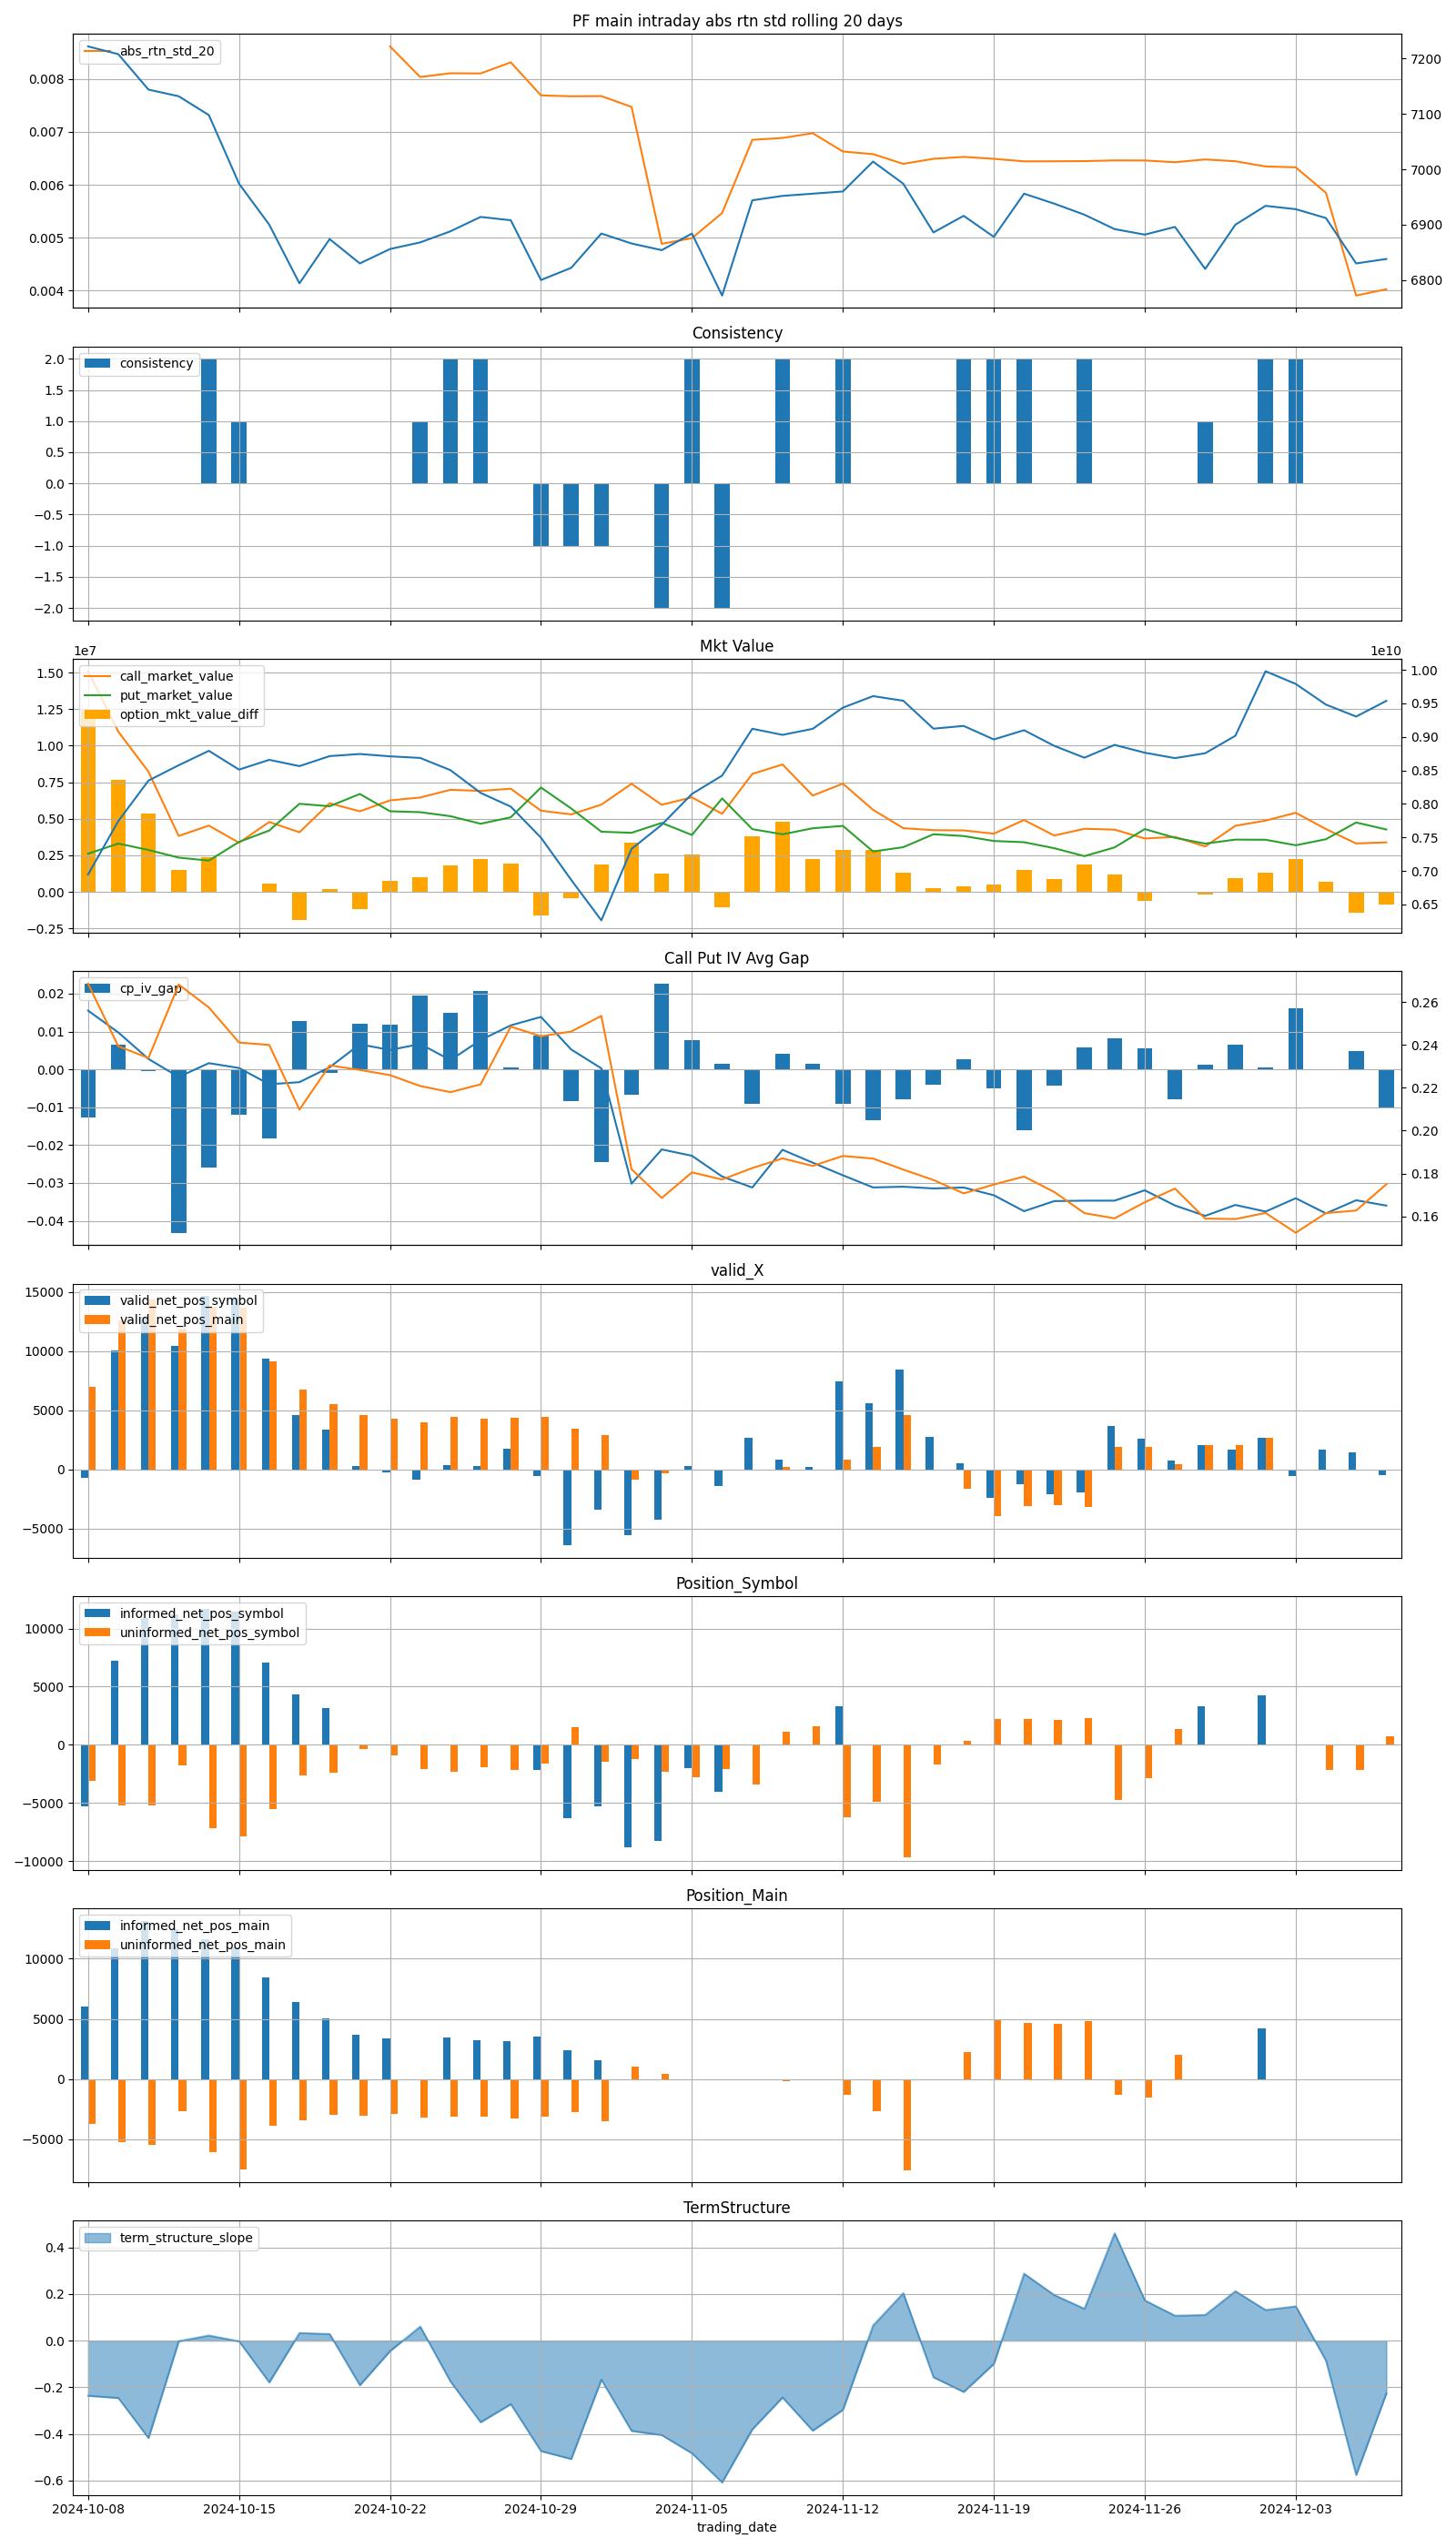 PF main intraday abs rtn std rolling 20 days
abs_rtn_std_20
0.008
0.007
0.006
0.005
0.004
7200
7100
7000
6900
6800
Consistency
consistency
2.0
1.5
1.0
0.5
0.0
−0.5
−1.0
−1.5
−2.0
Mkt Value
1e7
1e10
call_market_value
put_market_value
option_mkt_value_diff
1.50
1.25
1.00
0.75
0.50
0.25
0.00
−0.25
1.00
0.95
0.90
0.85
0.80
0.75
0.70
0.65
Call Put IV Avg Gap
cp_iv_gap
0.02
0.01
0.00
−0.01
−0.02
−0.03
−0.04
0.26
0.24
0.22
0.20
0.18
0.16
valid_X
valid_net_pos_symbol
valid_net_pos_main
15000
10000
5000
0
−5000
Position_Symbol
informed_net_pos_symbol
uninformed_net_pos_symbol
10000
5000
0
−5000
−10000
Position_Main
informed_net_pos_main
uninformed_net_pos_main
10000
5000
0
−5000
TermStructure
term_structure_slope
0.4
0.2
0.0
−0.2
−0.4
−0.6
2024-10-08 2024-10-15 2024-10-22 2024-10-29 2024-11-05 2024-11-12 2024-11-19 2024-11-26 2024-12-03
trading_date